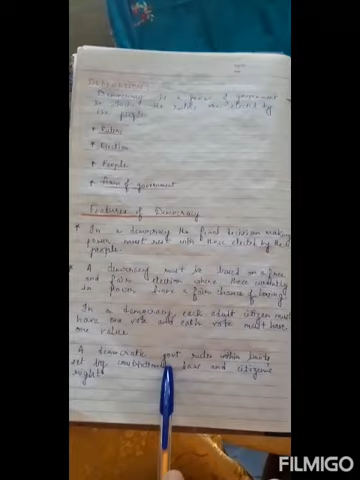 Definition:
Democracy is a form of government
in which the rulers are elected by
the people
* Rulers
* Election
* People
* Form of government
Features of Democracy
* In a democracy the final decision making
power must rest with those elected by the
people.
* A democracy must be based on a free
and fair election where those currently
in power have a fair chance of losing
In a democracy each adult citizen must
have one vote and each vote must have
one value
A democratic govt rules within limits
set by constitutional law and citizens
right
FILMIGO